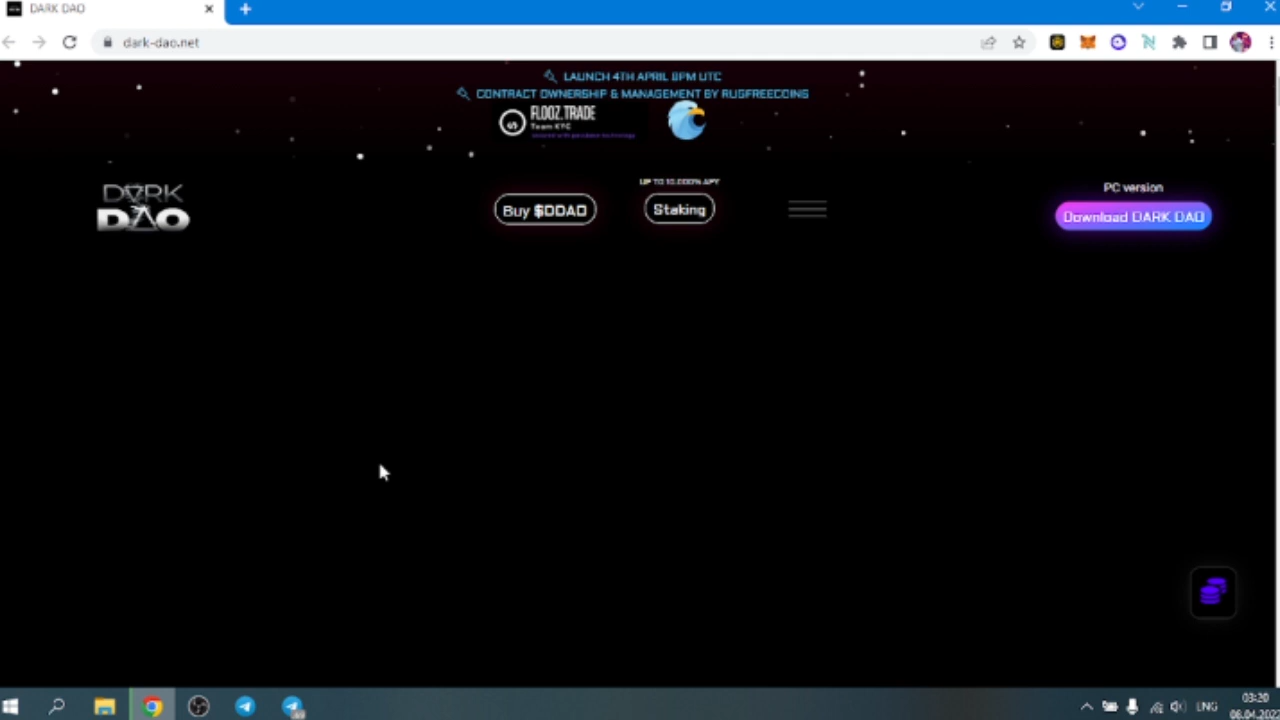 DARK DAO
dark-dao.net
LAUNCH 4TH APRIL 8PM UTC
CONTRACT OWNERSHIP & MANAGEMENT BY RUGFREECOINS
FLOOZ.TRADE
Team KYC
UP TO 10.000% APY
PC version
DARK
DAO
Buy $DDAO
Staking
Download DARK DAO
ENG
03:20